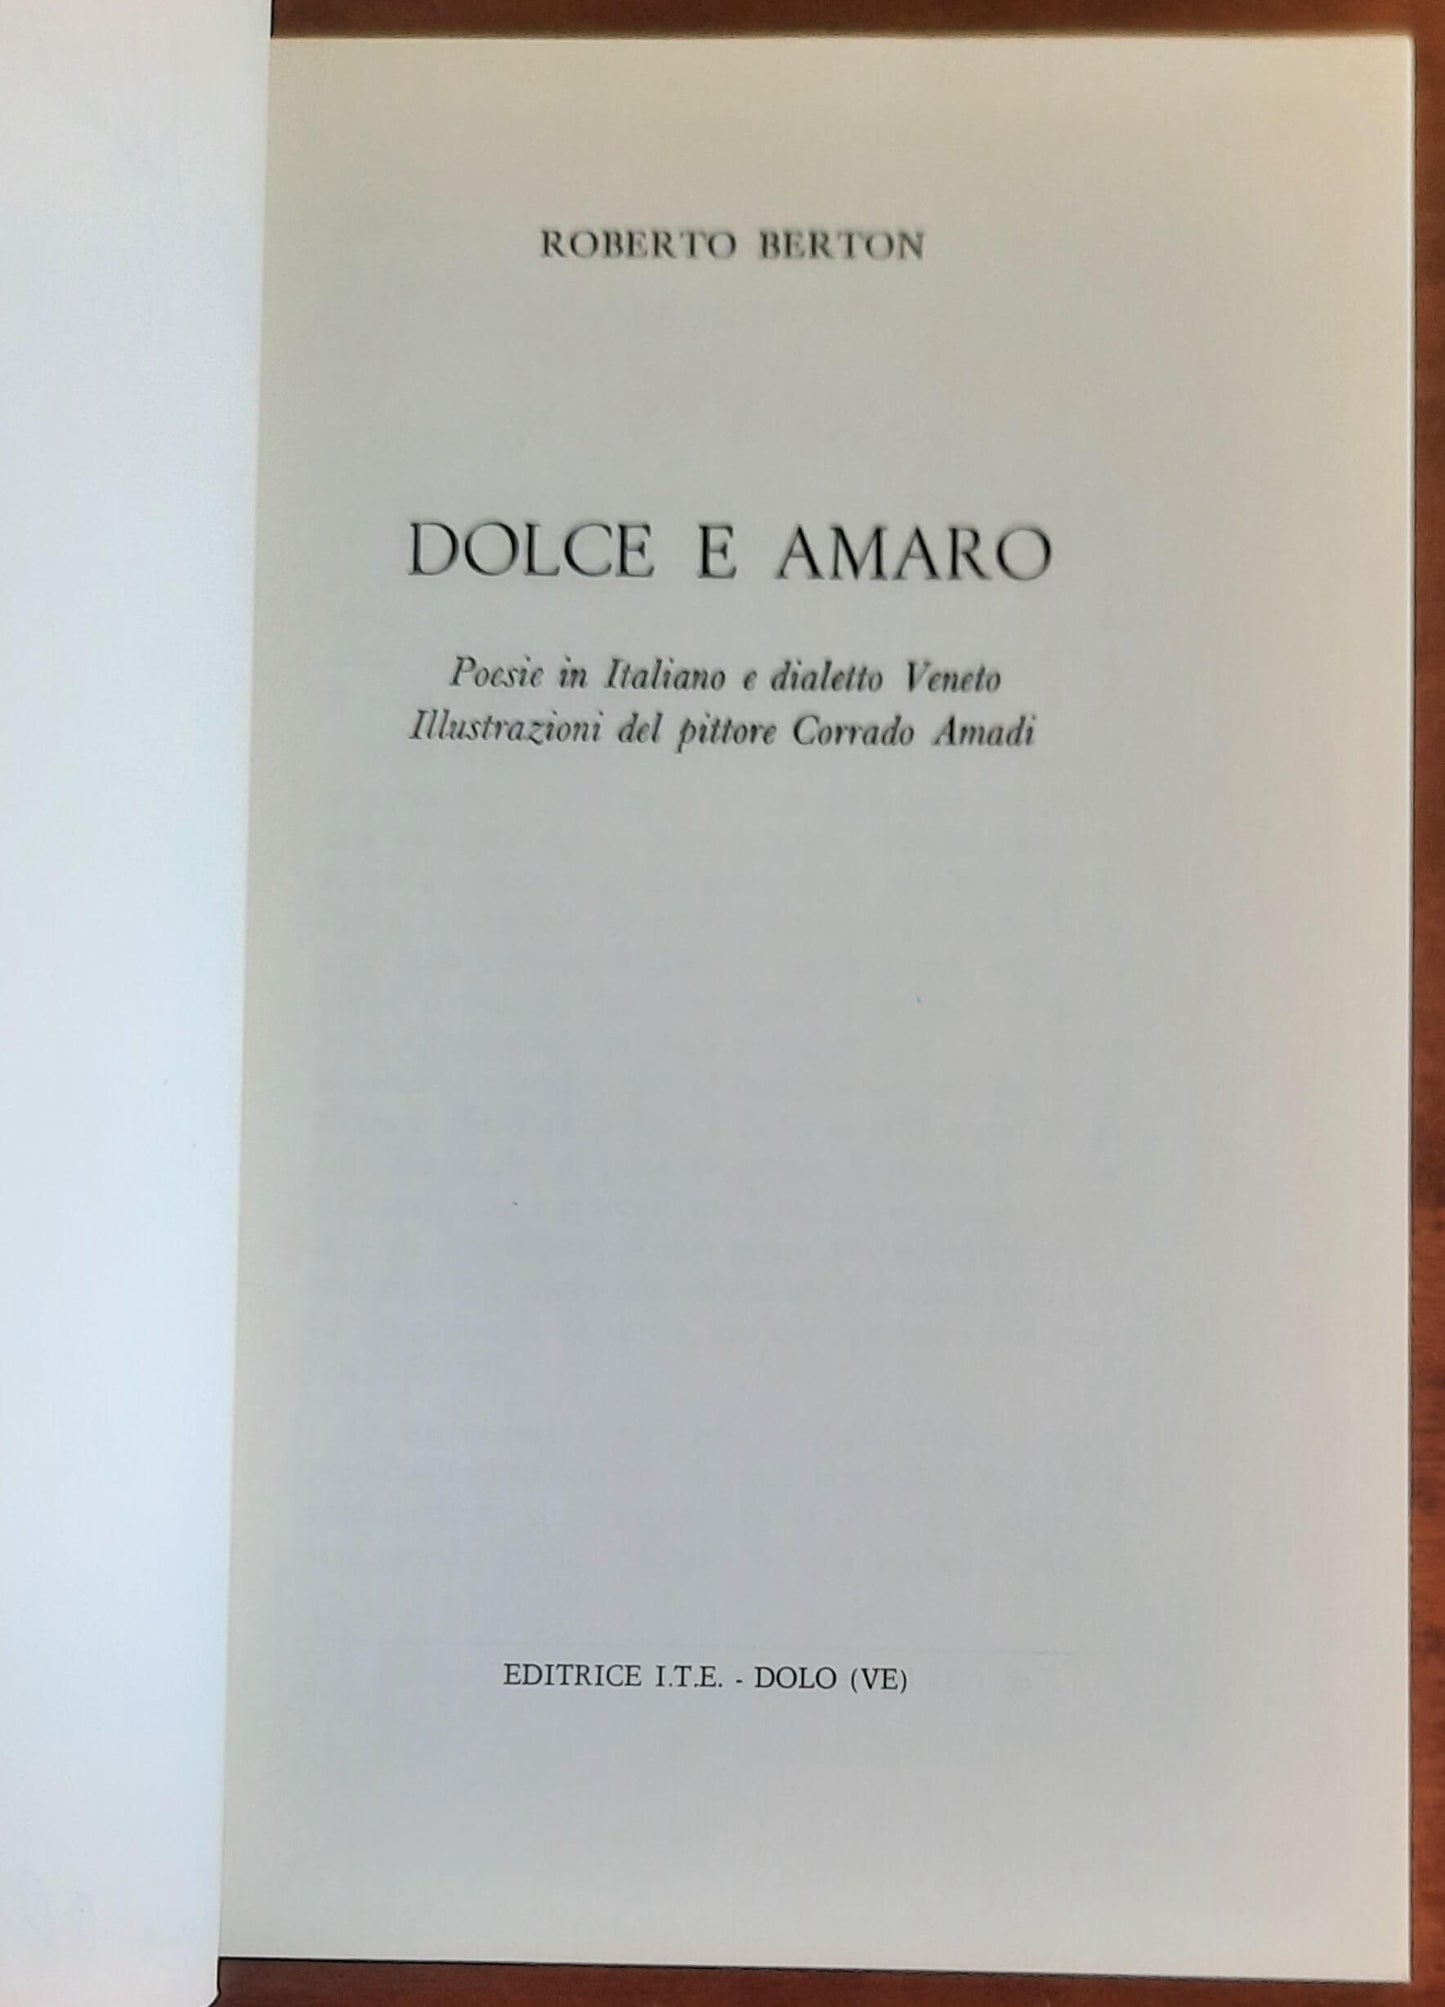 ROBERTO BERTON
DOLCE E AMARO
Poesie in Italiano e dialetto Veneto
Illustrazioni del pittore Corrado Amadi
EDITRICE I.T.E. - DOLO (VE)